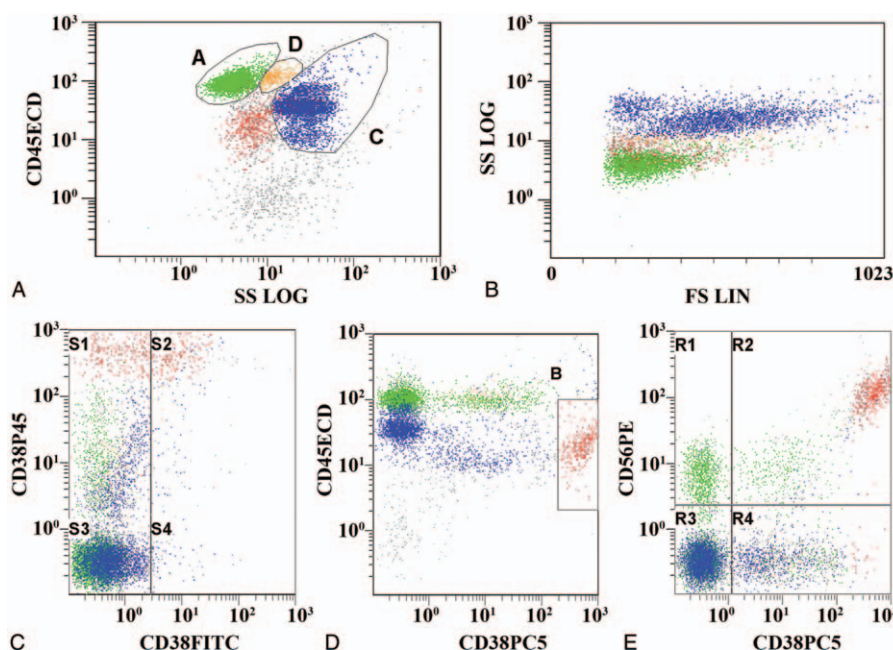 10³
10²
10¹
10⁰
CD45ECD
A
D
C
10⁰ 10¹ 10² 10³
SS LOG
A
10³
10²
10¹
10⁰
SS LOG
0 1023
FS LIN
B
10³
10²
10¹
10⁰
CD38P45
S1 S2
S3 S4
10⁰ 10¹ 10² 10³
CD38FITC
C
10³
10²
10¹
10⁰
CD45ECD
B
10⁰ 10¹ 10² 10³
CD38PC5
D
10³
10²
10¹
10⁰
CD56PE
R1 R2
R3 R4
10⁰ 10¹ 10² 10³
CD38PC5
E